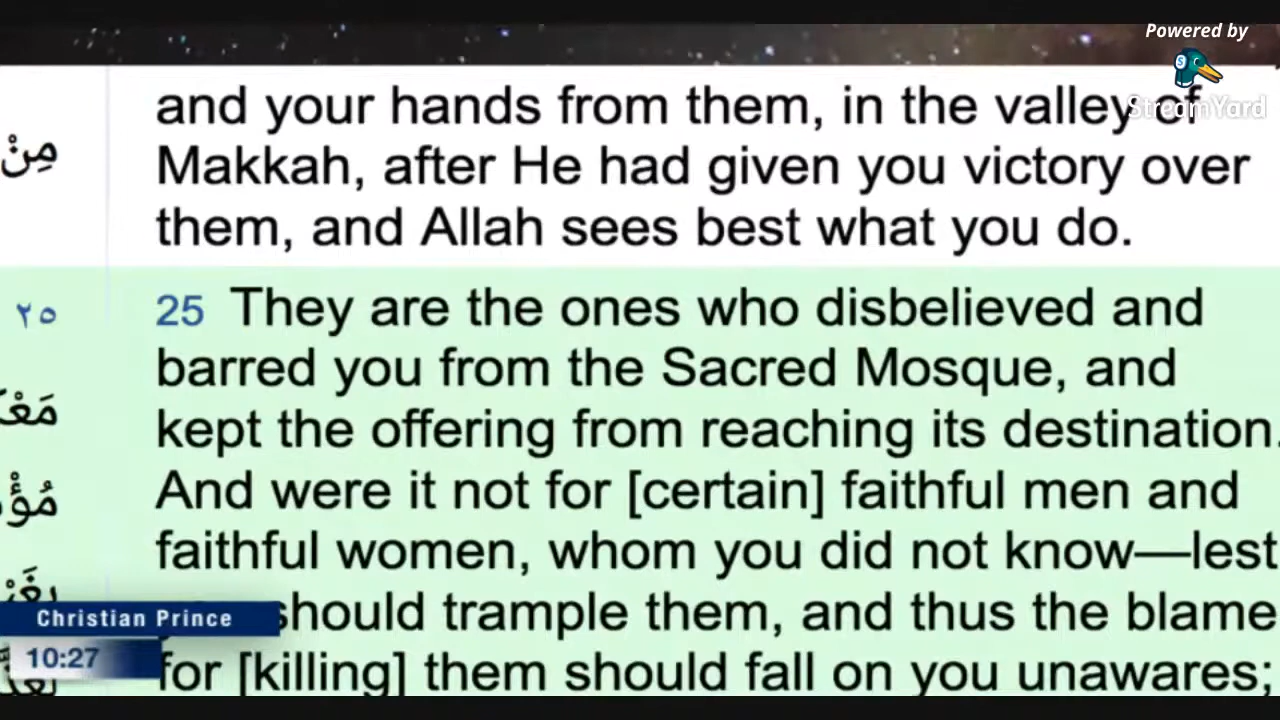 Powered by
StreamYard
and your hands from them, in the valley of
مِنْ
Makkah, after He had given you victory over
them, and Allah sees best what you do.
٢٥
25 They are the ones who disbelieved and
barred you from the Sacred Mosque, and
kept the offering from reaching its destination.
And were it not for [certain] faithful men and
faithful women, whom you did not know—lest
should trample them, and thus the blame
for [killing] them should fall on you unawares;
Christian Prince
10:27